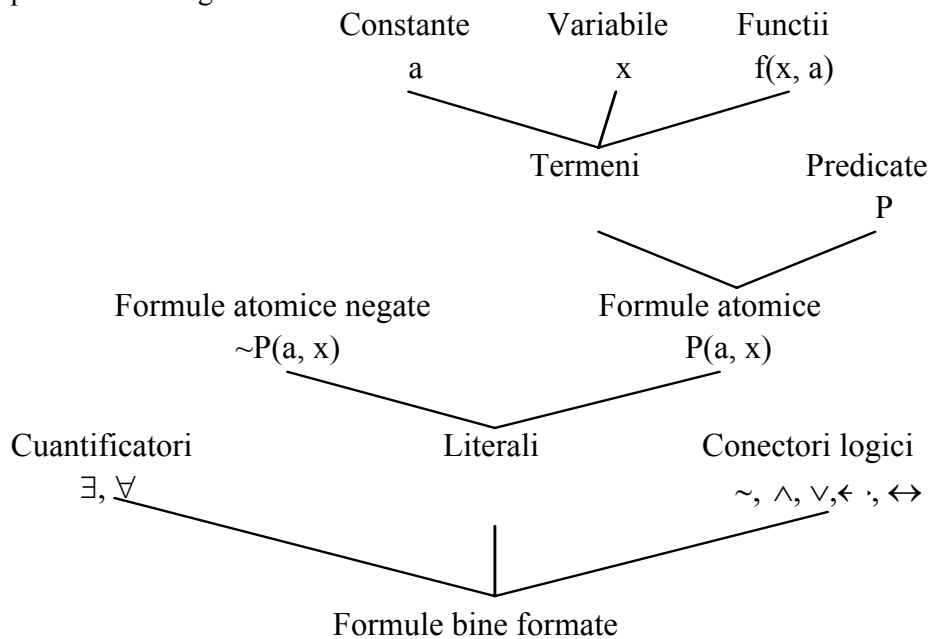 Constante Variabile Functii
a x f(x, a)
Termeni Predicate
P
Formule atomice negate Formule atomice
~P(a, x) P(a, x)
Cuantificatori Literali Conectori logici
∃, ∀ ~, ∧, ∨, ↔
Formule bine formate